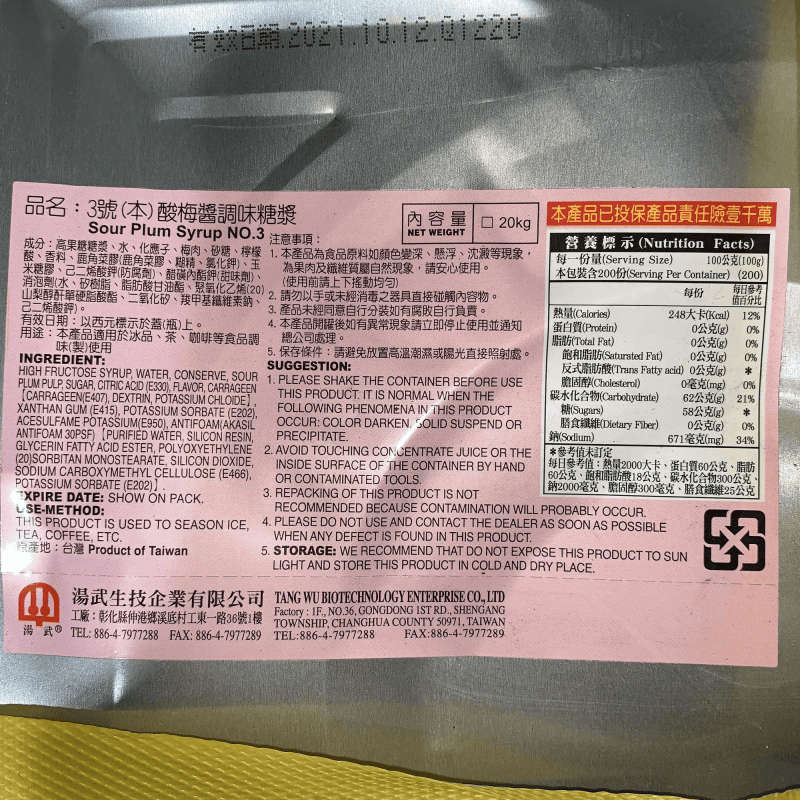 有效日期.2021.10.12.Q1220
品名：3號(本)酸梅醬調味糖漿
Sour Plum Syrup NO.3
內容量
NET WEIGHT
□ 20kg
本產品已投保產品責任險壹千萬
成分：高果糖糖漿、水、化應子、梅肉、砂糖、檸檬
酸、香料、鹿角菜膠(鹿角菜膠、糊精、氯化鉀)、玉
米糖膠、己二烯酸鉀(防腐劑)、醋磺內酯鉀(甜味劑)、
消泡劑(水、矽樹脂、脂肪酸甘油酯、聚氧化乙烯(20)
山梨醇酐單硬脂酸酯、二氧化矽、羧甲基纖維素鈉、
己二烯酸鉀)。
有效日期：以西元標示於蓋(瓶)上。
用途：本產品適用於冰品、茶、咖啡等食品調
味(製)使用
INGREDIENT:
HIGH FRUCTOSE SYRUP, WATER, CONSERVE, SOUR
PLUM PULP, SUGAR, CITRIC ACID (E330), FLAVOR, CARRAGEEN
【CARRAGEEN(E407), DEXTRIN, POTASSIUM CHLOIDE】,
XANTHAN GUM (E415), POTASSIUM SORBATE (E202),
ACESULFAME POTASSIUM(E950), ANTIFOAM(AKASIL
ANTIFOAM 30PSF)【PURIFIED WATER, SILICON RESIN,
GLYCERIN FATTY ACID ESTER, POLYOXYETHYLENE
(20)SORBITAN MONOSTEARATE, SILICON DIOXIDE,
SODIUM CARBOXYMETHYL CELLULOSE (E466),
POTASSIUM SORBATE (E202)】.
EXPIRE DATE: SHOW ON PACK.
USE-METHOD:
THIS PRODUCT IS USED TO SEASON ICE,
TEA, COFFEE, ETC.
原產地：台灣 Product of Taiwan
注意事項：
1. 本產品為食品原料如顏色變深、懸浮、沈澱等現象，
為果肉及纖維質屬自然現象，請安心使用。
(使用前請上下搖動均勻)
2. 請勿以手或未經消毒之器具直接碰觸內容物。
3. 產品未經同意自行分裝如有腐敗自行負責。
4. 本產品開罐後如有異常現象請立即停止使用並通知
總公司處理。
5. 保存條件：請避免放置高溫潮濕或陽光直接照射處。
SUGGESTION:
1. PLEASE SHAKE THE CONTAINER BEFORE USE
THIS PRODUCT. IT IS NORMAL WHEN THE
FOLLOWING PHENOMENA IN THIS PRODUCT
OCCUR: COLOR DARKEN, SOLID SUSPEND OR
PRECIPITATE.
2. AVOID TOUCHING CONCENTRATE JUICE OR THE
INSIDE SURFACE OF THE CONTAINER BY HAND
OR CONTAMINATED TOOLS.
3. REPACKING OF THIS PRODUCT IS NOT
RECOMMENDED BECAUSE CONTAMINATION WILL PROBABLY OCCUR.
4. PLEASE DO NOT USE AND CONTACT THE DEALER AS SOON AS POSSIBLE
WHEN ANY DEFECT IS FOUND IN THIS PRODUCT.
5. STORAGE: WE RECOMMEND THAT DO NOT EXPOSE THIS PRODUCT TO SUN
LIGHT AND STORE THIS PRODUCT IN COLD AND DRY PLACE.
營養標示(Nutrition Facts)
每一份量(Serving Size) 100公克(100g)
本包裝含200份(Serving Per Container) (200)
每份 每日參考值百分比
熱量(Calories) 248大卡(Kcal) 12%
蛋白質(Protein) 0公克(g) 0%
脂肪(Total Fat) 0公克(g) 0%
飽和脂肪(Saturated Fat) 0公克(g) 0%
反式脂肪酸(Trans Fatty acid) 0公克(g) *
膽固醇(Cholesterol) 0毫克(mg) 0%
碳水化合物(Carbohydrate) 62公克(g) 21%
糖(Sugars) 58公克(g) *
膳食纖維(Dietary Fiber) 0公克(g) 0%
鈉(Sodium) 671毫克(mg) 34%
*參考值未訂定
每日參考值：熱量2000大卡、蛋白質60公克、脂肪
60公克、飽和脂肪酸18公克、碳水化合物300公克、
鈉2000毫克、膽固醇300毫克、膳食纖維25公克
湯武®
湯武生技企業有限公司
工廠：彰化縣伸港鄉溪底村工東一路36號1樓
TEL: 886-4-7977288 FAX: 886-4-7977289
TANG WU BIOTECHNOLOGY ENTERPRISE CO., LTD
Factory : 1F., NO.36, GONGDONG 1ST RD., SHENGANG
TOWNSHIP, CHANGHUA COUNTY 50971, TAIWAN
TEL:886-4-7977288 FAX:886-4-7977289